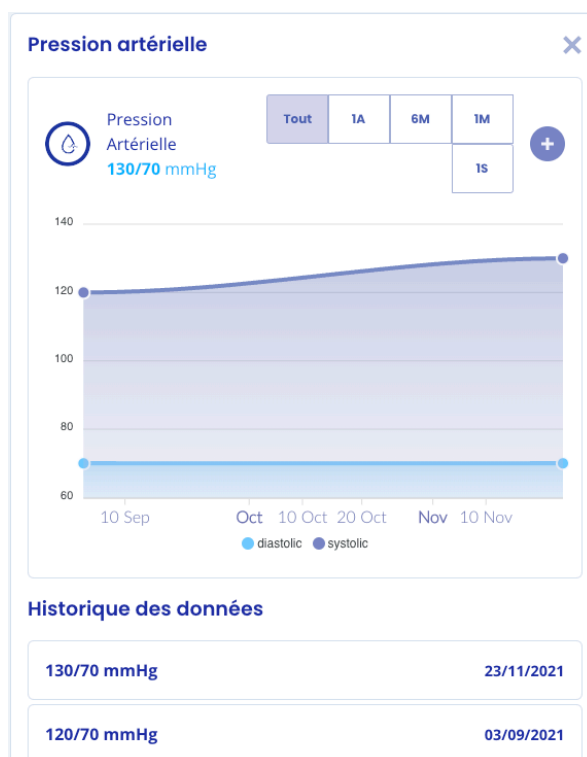 Pression artérielle
Pression
Artérielle
130/70 mmHg
Tout 1A 6M 1M
1S
140
120
100
80
60
10 Sep Oct 10 Oct 20 Oct Nov 10 Nov
diastolic systolic
Historique des données
130/70 mmHg 23/11/2021
120/70 mmHg 03/09/2021